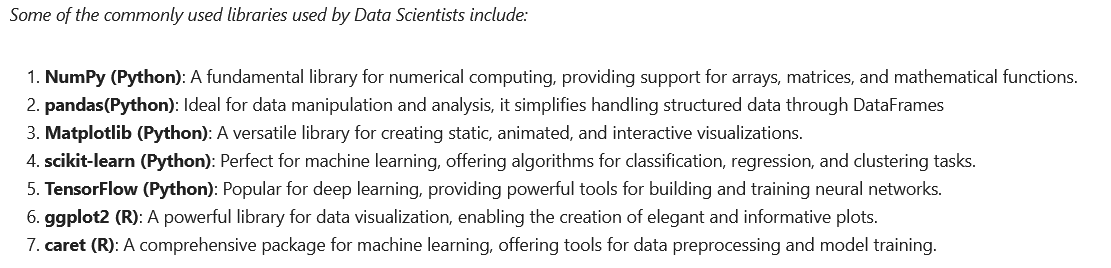 Some of the commonly used libraries used by Data Scientists include:
1. NumPy (Python): A fundamental library for numerical computing, providing support for arrays, matrices, and mathematical functions.
2. pandas(Python): Ideal for data manipulation and analysis, it simplifies handling structured data through DataFrames
3. Matplotlib (Python): A versatile library for creating static, animated, and interactive visualizations.
4. scikit-learn (Python): Perfect for machine learning, offering algorithms for classification, regression, and clustering tasks.
5. TensorFlow (Python): Popular for deep learning, providing powerful tools for building and training neural networks.
6. ggplot2 (R): A powerful library for data visualization, enabling the creation of elegant and informative plots.
7. caret (R): A comprehensive package for machine learning, offering tools for data preprocessing and model training.